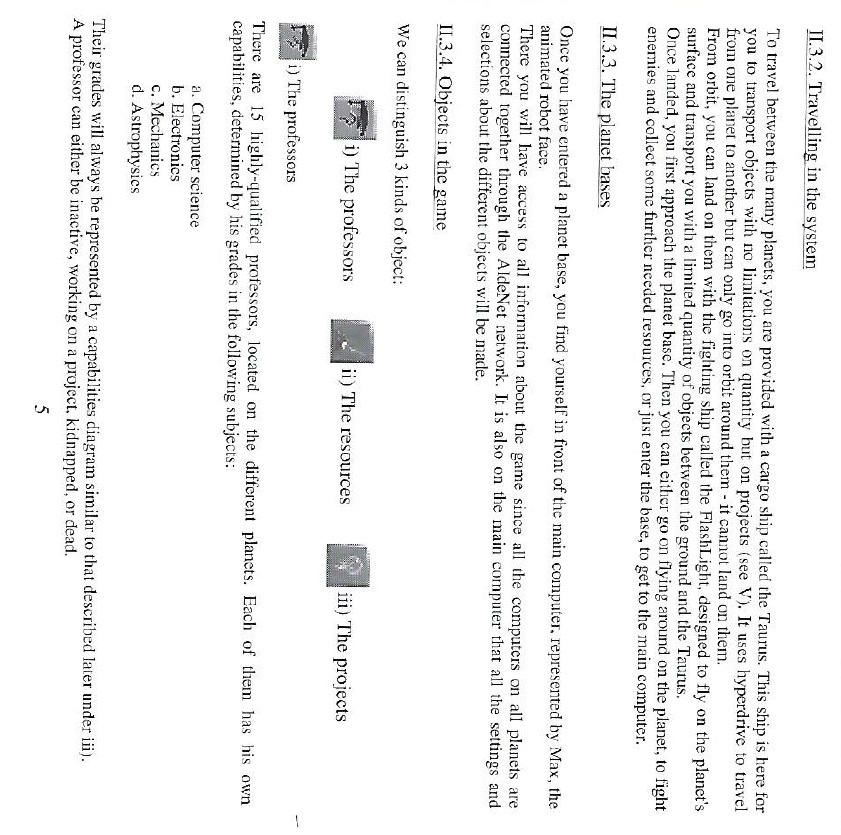 II.3.2. Travelling in the system
To travel between the many planets, you are provided with a cargo ship called the Taurus. This ship is here for
you to transport objects with no limitations on quantity but on projects (see V). It uses hyperdrive to travel
from one planet to another but can only go into orbit around them - it cannot land on them.
From orbit, you can land on them with the fighting ship called the FlashLight, designed to fly on the planet's
surface and transport you with a limited quantity of objects between the ground and the Taurus.
Once landed, you first approach the planet base. Then you can either go on flying around on the planet, to fight
enemies and collect some further needed resources, or just enter the base, to get to the main computer.
II.3.3. The planet bases
Once you have entered a planet base, you find yourself in front of the main computer, represented by Max, the
animated robot face.
There you will have access to all information about the game since all the computers on all planets are
connected together through the AldeNet network. It is also on the main computer that all the settings and
selections about the different objects will be made.
II.3.4. Objects in the game
We can distinguish 3 kinds of object:
i) The professors ii) The resources iii) The projects
i) The professors
There are 15 highly-qualified professors, located on the different planets. Each of them has his own
capabilities, determined by his grades in the following subjects:
a. Computer science
b. Electronics
c. Mechanics
d. Astrophysics
Their grades will always be represented by a capabilities diagram similar to that described later under iii).
A professor can either be inactive, working on a project, kidnapped, or dead.
5